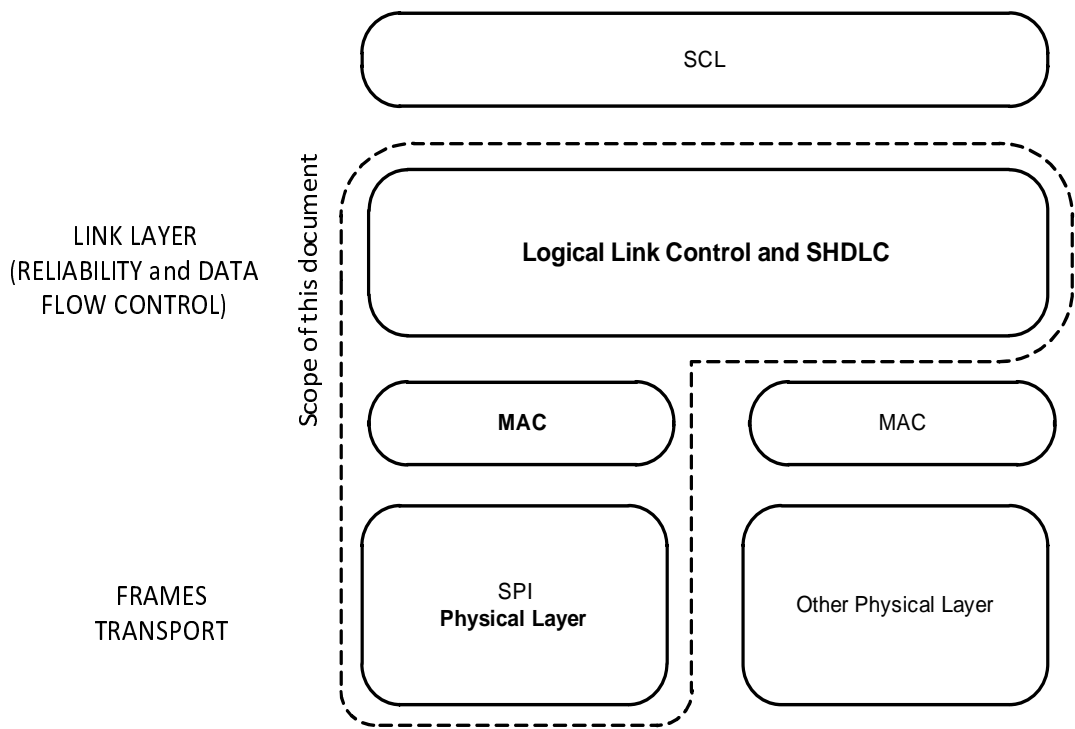 SCL
Scope of this document
LINK LAYER
(RELIABILITY and DATA
FLOW CONTROL)
Logical Link Control and SHDLC
MAC
MAC
FRAMES
TRANSPORT
SPI
Physical Layer
Other Physical Layer